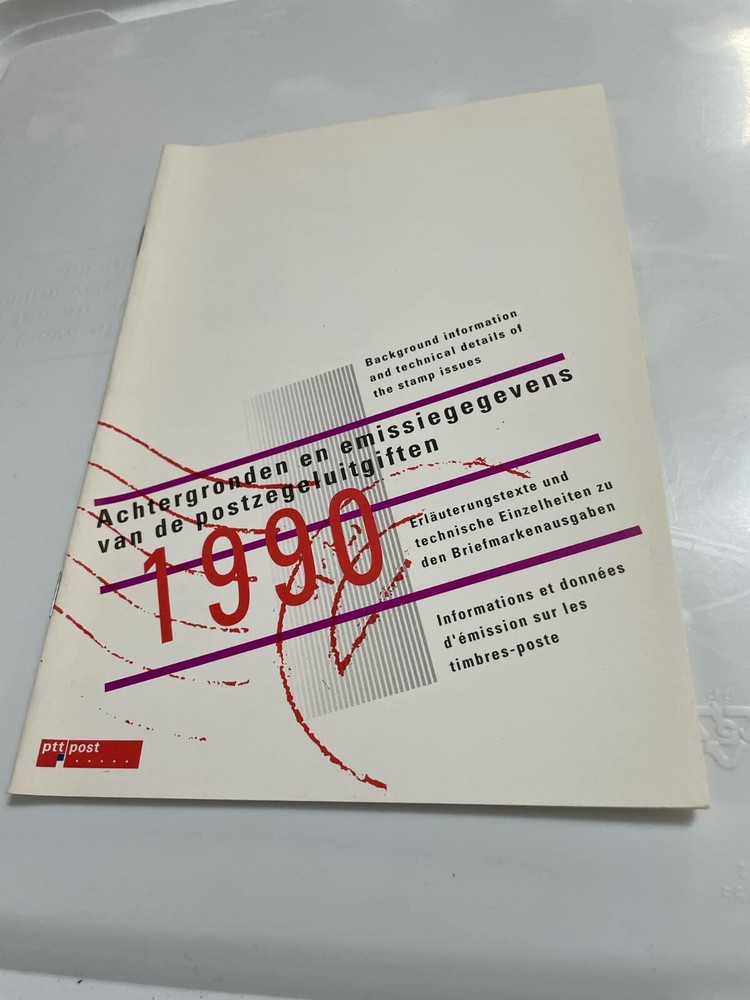 Background information
and technical details of
the stamp issues
Achtergronden en emissiegegevens
van de postzegeluitgiften
1990
Erläuterungstexte und
technische Einzelheiten zu
den Briefmarkenausgaben
Informations et données
d'émission sur les
timbres-poste
ptt post